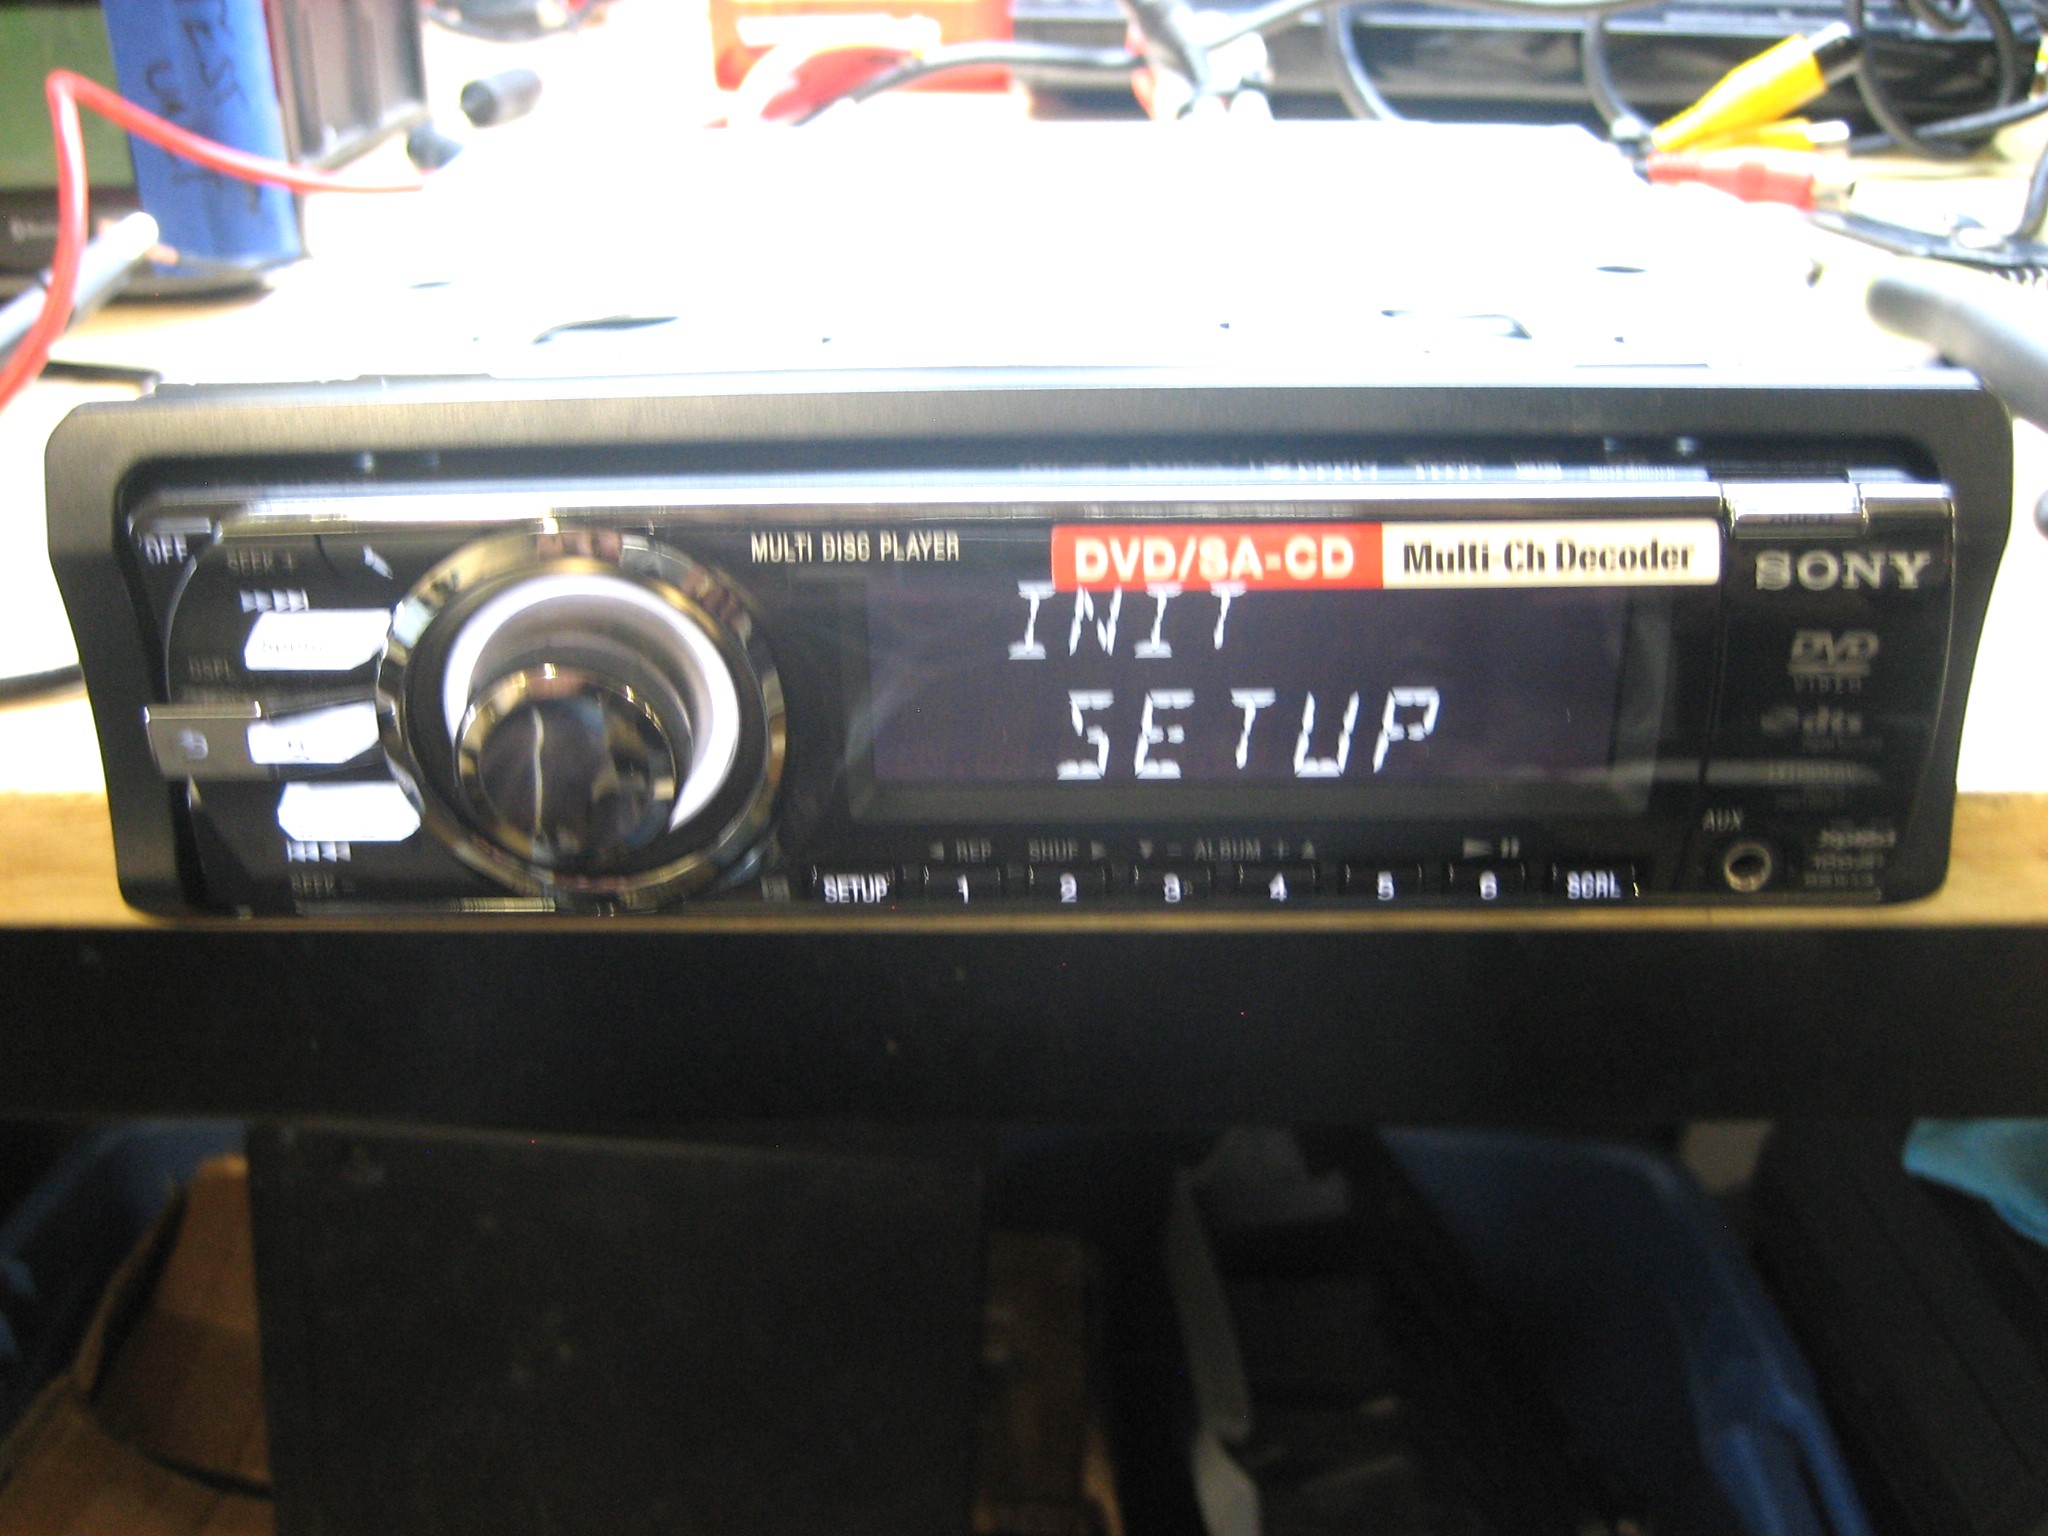 TEST
MULTI DISC PLAYER
DVD/SA-CD Multi-Ch Decoder
SONY
OFF
SEEK +
INIT
SETUP
DSPL
DVD
VIDEO
dts
AUX
SEEK -
REP SHUF - ALBUM +
SETUP 1 2 3 4 5 6 SCRL